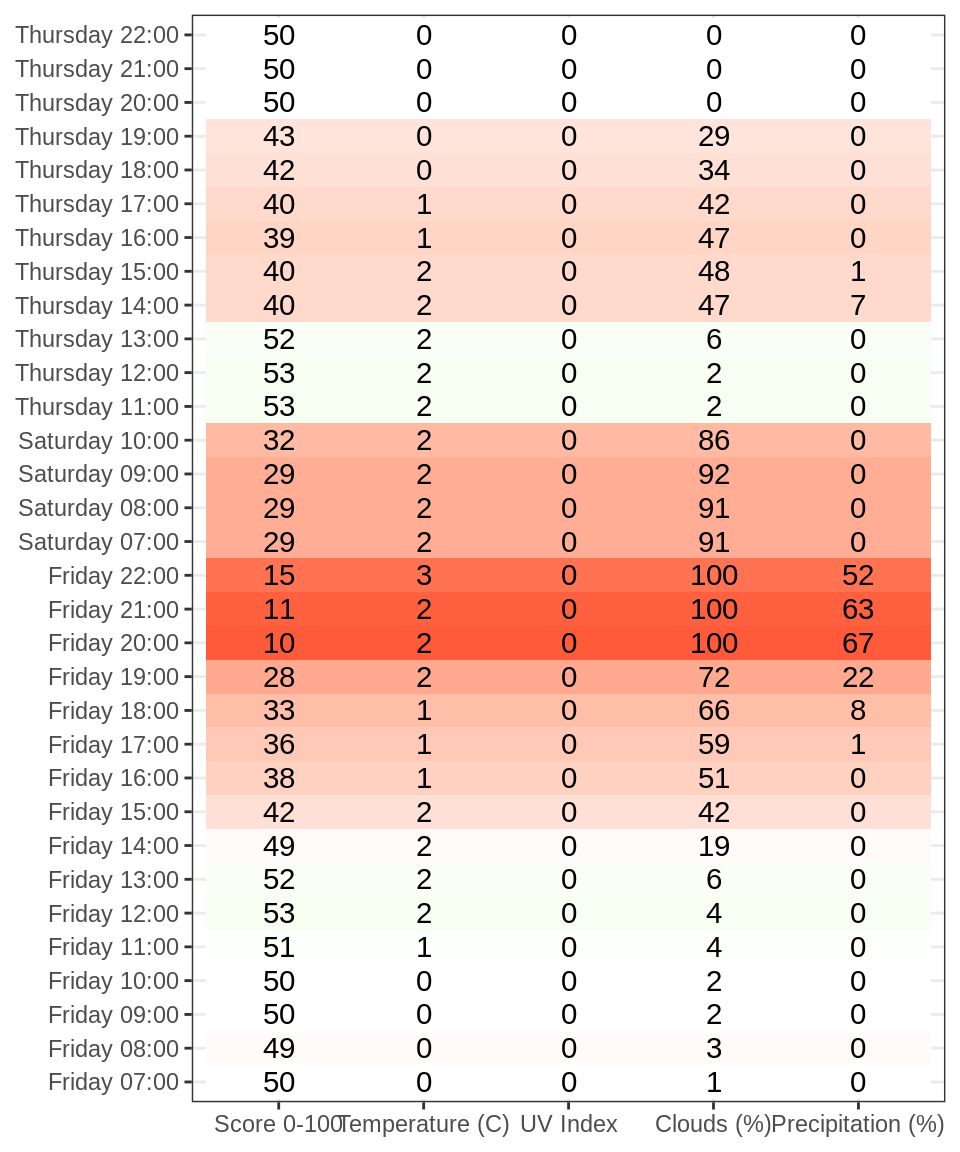 Thursday 22:00 50 0 0 0 0
Thursday 21:00 50 0 0 0 0
Thursday 20:00 50 0 0 0 0
Thursday 19:00 43 0 0 29 0
Thursday 18:00 42 0 0 34 0
Thursday 17:00 40 1 0 42 0
Thursday 16:00 39 1 0 47 0
Thursday 15:00 40 2 0 48 1
Thursday 14:00 40 2 0 47 7
Thursday 13:00 52 2 0 6 0
Thursday 12:00 53 2 0 2 0
Thursday 11:00 53 2 0 2 0
Saturday 10:00 32 2 0 86 0
Saturday 09:00 29 2 0 92 0
Saturday 08:00 29 2 0 91 0
Saturday 07:00 29 2 0 91 0
Friday 22:00 15 3 0 100 52
Friday 21:00 11 2 0 100 63
Friday 20:00 10 2 0 100 67
Friday 19:00 28 2 0 72 22
Friday 18:00 33 1 0 66 8
Friday 17:00 36 1 0 59 1
Friday 16:00 38 1 0 51 0
Friday 15:00 42 2 0 42 0
Friday 14:00 49 2 0 19 0
Friday 13:00 52 2 0 6 0
Friday 12:00 53 2 0 4 0
Friday 11:00 51 1 0 4 0
Friday 10:00 50 0 0 2 0
Friday 09:00 50 0 0 2 0
Friday 08:00 49 0 0 3 0
Friday 07:00 50 0 0 1 0
Score 0-100 Temperature (C) UV Index Clouds (%) Precipitation (%)